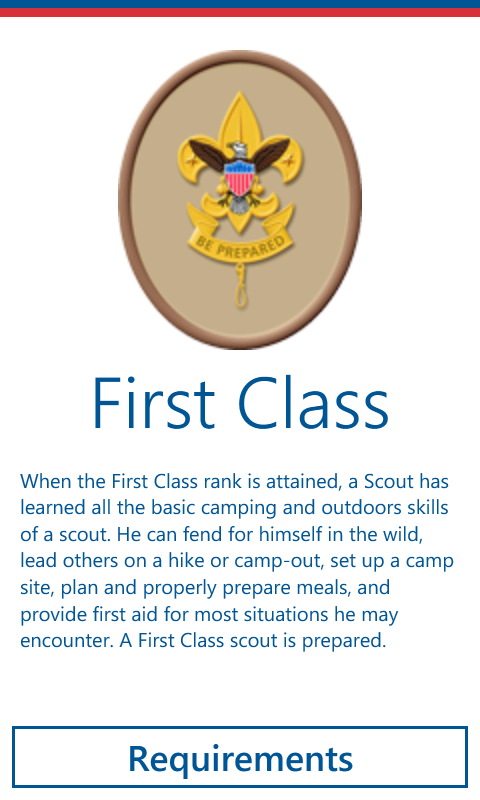 BE PREPARED
First Class
When the First Class rank is attained, a Scout has
learned all the basic camping and outdoors skills
of a scout. He can fend for himself in the wild,
lead others on a hike or camp-out, set up a camp
site, plan and properly prepare meals, and
provide first aid for most situations he may
encounter. A First Class scout is prepared.
Requirements